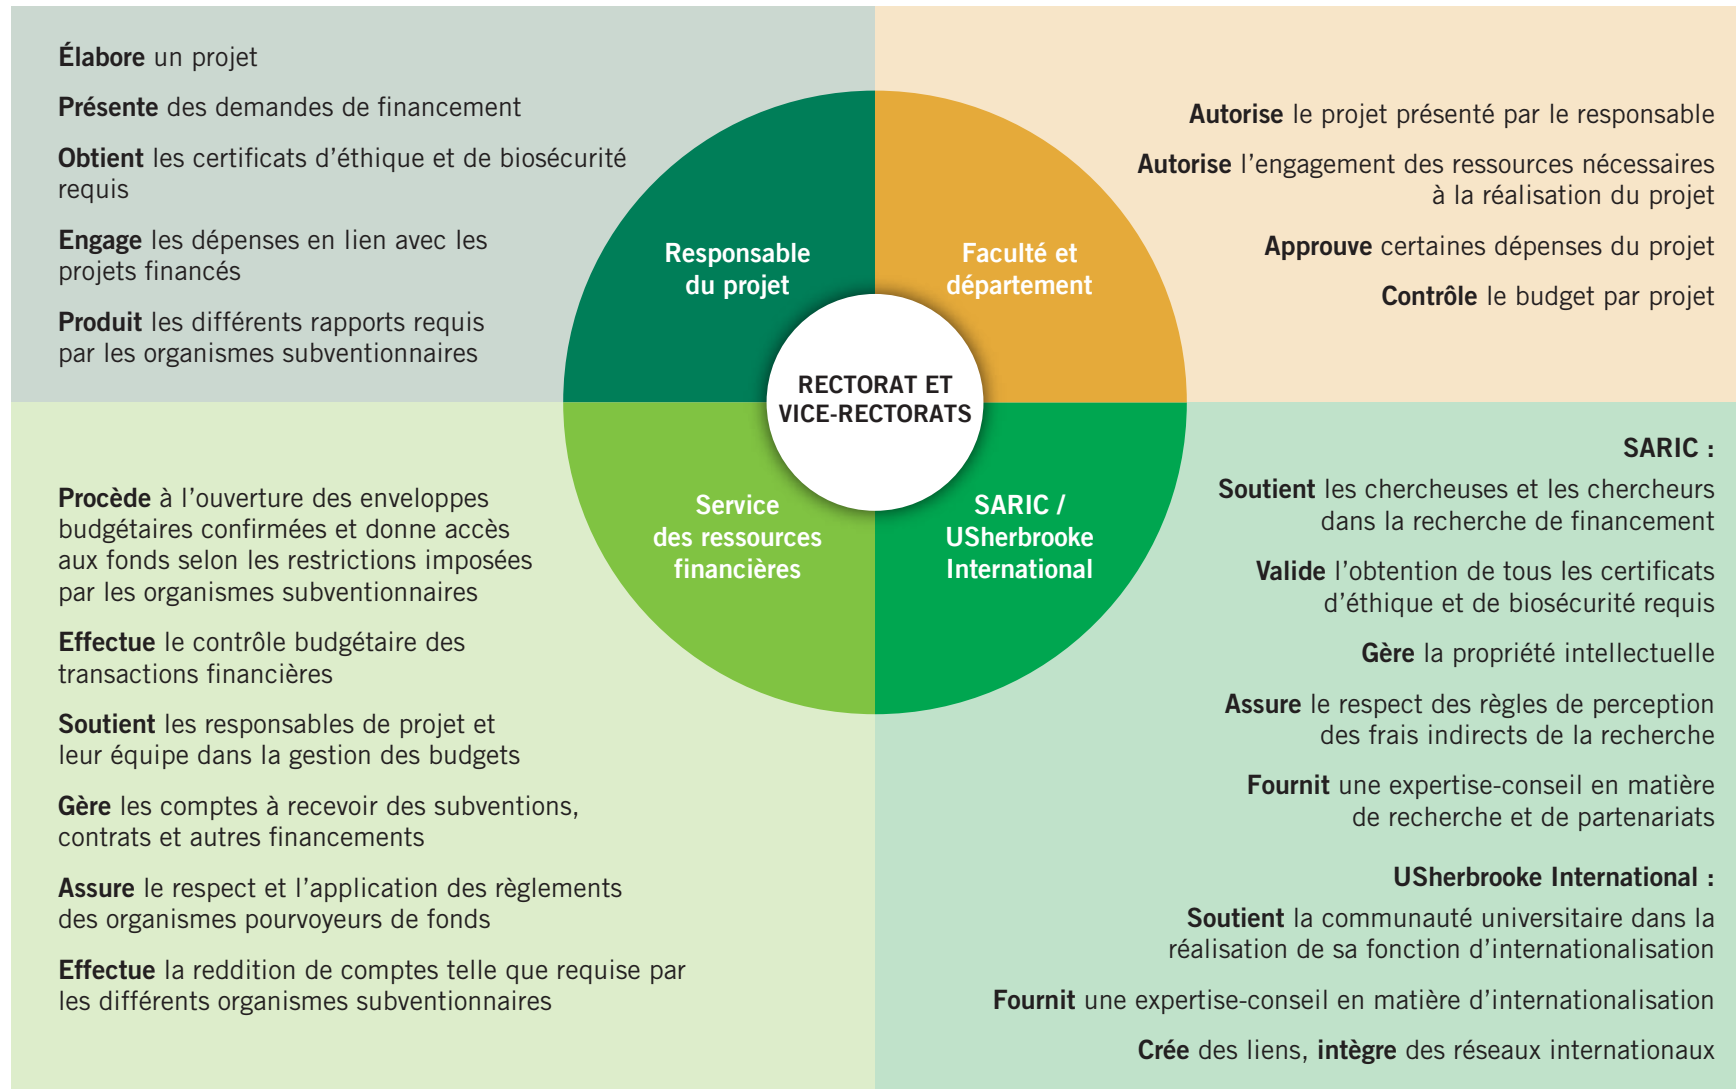 Élabore un projet
Présente des demandes de financement
Obtient les certificats d’éthique et de biosécurité
requis
Engage les dépenses en lien avec les
projets financés
Produit les différents rapports requis
par les organismes subventionnaires
Responsable
du projet
Faculté et
département
Autorise le projet présenté par le responsable
Autorise l’engagement des ressources nécessaires
à la réalisation du projet
Approuve certaines dépenses du projet
Contrôle le budget par projet
RECTORAT ET
VICE-RECTORATS
Procède à l’ouverture des enveloppes
budgétaires confirmées et donne accès
aux fonds selon les restrictions imposées
par les organismes subventionnaires
Effectue le contrôle budgétaire des
transactions financières
Soutient les responsables de projet et
leur équipe dans la gestion des budgets
Gère les comptes à recevoir des subventions,
contrats et autres financements
Assure le respect et l’application des règlements
des organismes pourvoyeurs de fonds
Effectue la reddition de comptes telle que requise par
les différents organismes subventionnaires
Service
des ressources
financières
SARIC /
USherbrooke
International
SARIC :
Soutient les chercheuses et les chercheurs
dans la recherche de financement
Valide l’obtention de tous les certificats
d’éthique et de biosécurité requis
Gère la propriété intellectuelle
Assure le respect des règles de perception
des frais indirects de la recherche
Fournit une expertise-conseil en matière
de recherche et de partenariats
USherbrooke International :
Soutient la communauté universitaire dans la
réalisation de sa fonction d’internationalisation
Fournit une expertise-conseil en matière d’internationalisation
Crée des liens, intègre des réseaux internationaux